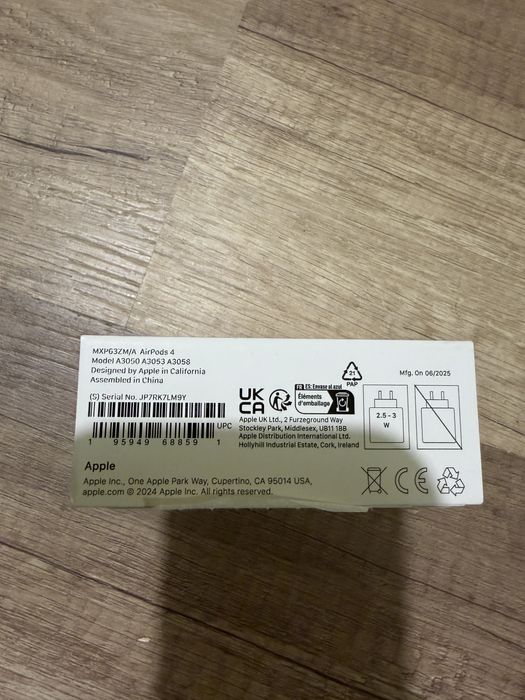 MXP63ZM/A AirPods 4
Model A3050 A3053 A3058
Designed by Apple in California
Assembled in China
(S) Serial No. JP7RK7LM9Y
1 95949 68859 1 UPC
Apple
Apple Inc., One Apple Park Way, Cupertino, CA 95014 USA,
apple.com © 2024 Apple Inc. All rights reserved.
UK
CA
FR ES: Envase al azul
Éléments
d'emballage
Apple UK Ltd., 2 Furzeground Way
Stockley Park, Middlesex, UB11 1BB
Apple Distribution International Ltd.
Hollyhill Industrial Estate, Cork, Ireland
21
PAP
Mfg. On 06/2025
2.5 - 3
W
CE